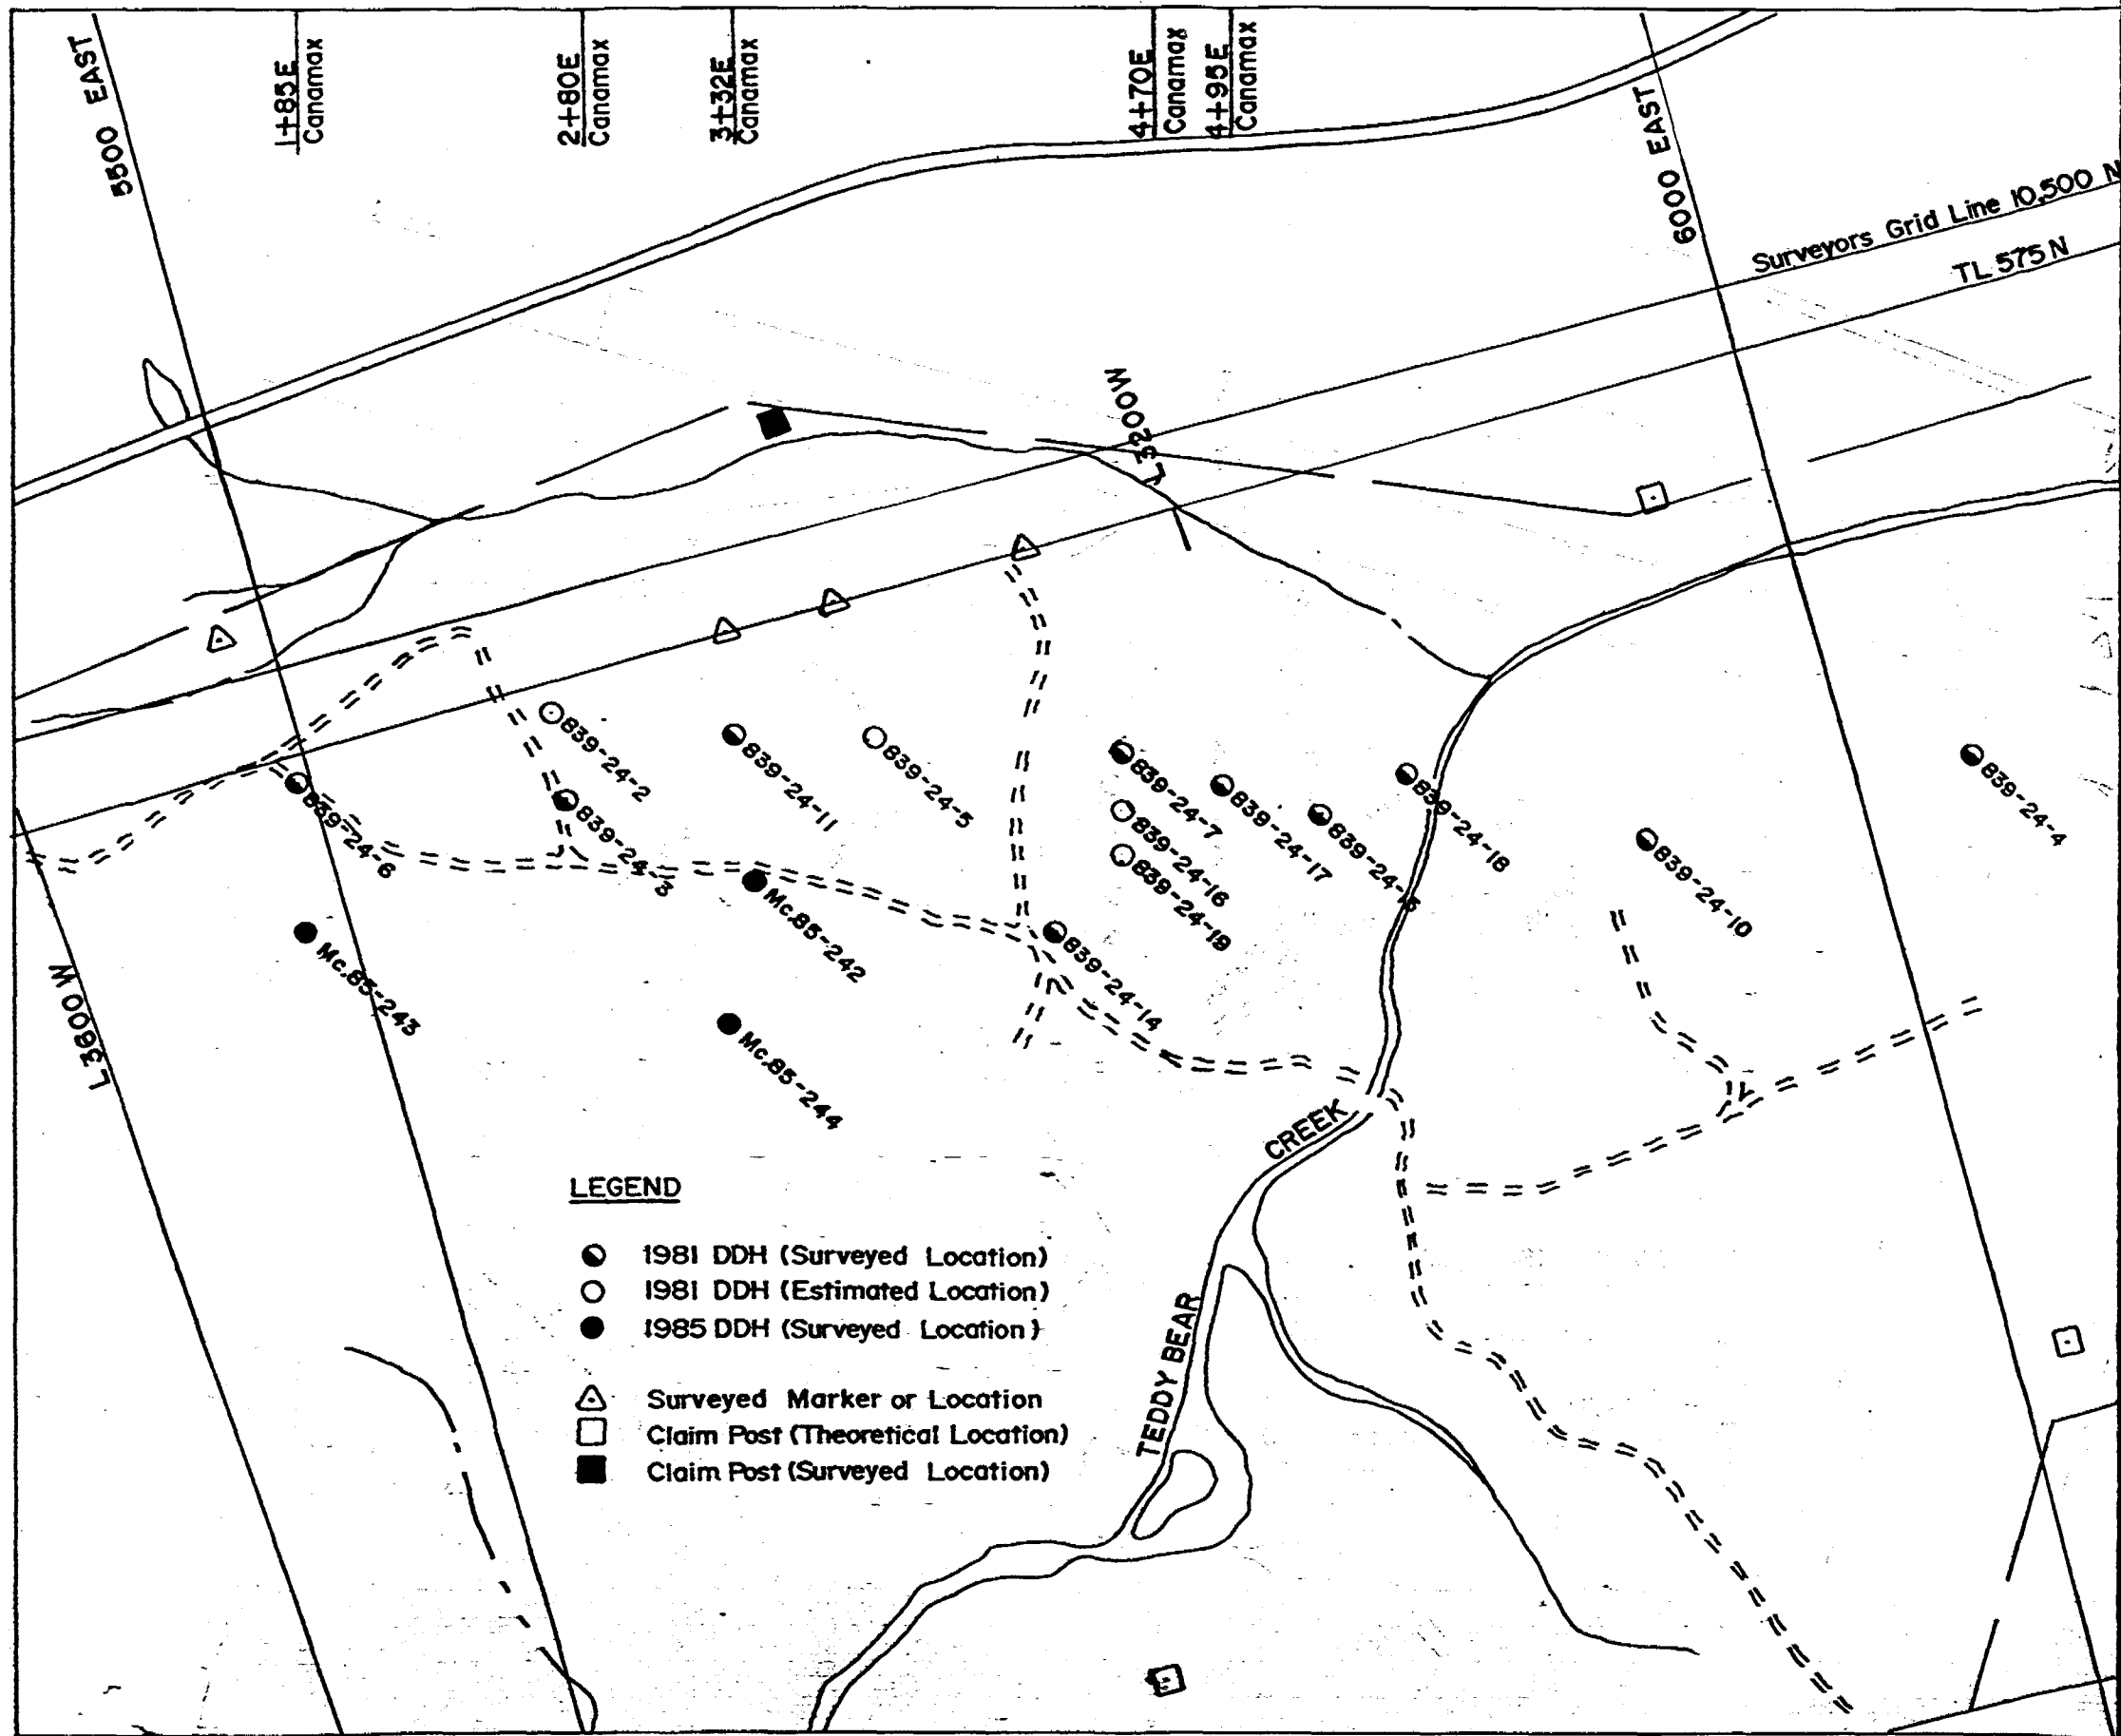 5500 EAST
1+85E
Canamax
2+80E
Canamax
3+32E
Canamax
4+70E
Canamax
4+95E
Canamax
6000 EAST
Surveyors Grid Line 10,500 N
TL 575 N
L 3200W
839-24-2
839-24-11
839-24-5
839-24-7
839-24-16
839-24-19
839-24-17
839-24-18
839-24-10
839-24-4
839-24-6
839-24-3
839-24-14
Mc.85-242
Mc.85-243
Mc.85-244
L3600 W
CREEK
TEDDY BEAR
LEGEND
1981 DDH (Surveyed Location)
1981 DDH (Estimated Location)
1985 DDH (Surveyed Location)
Surveyed Marker or Location
Claim Post (Theoretical Location)
Claim Post (Surveyed Location)